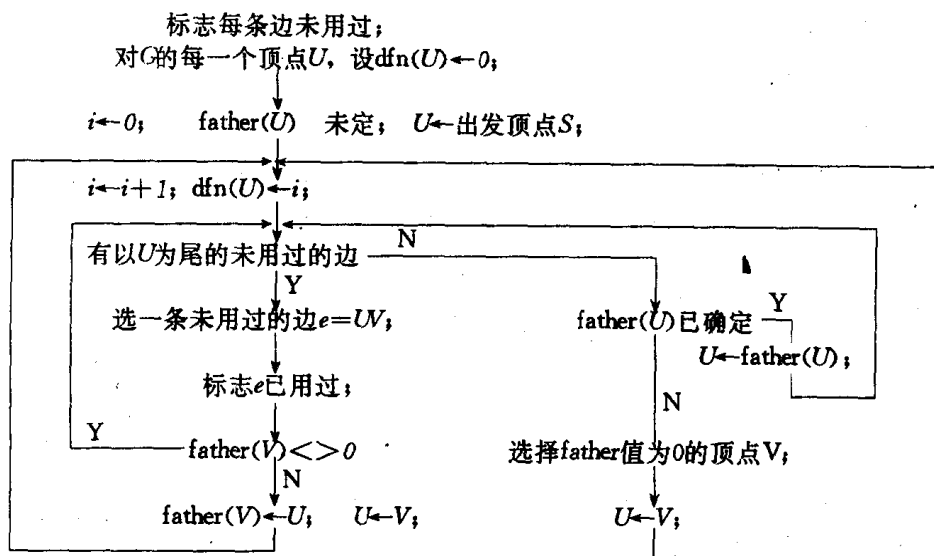 标志每条边未用过;
对G的每一个顶点U, 设dfn(U)←0;
i←0; father(U) 未定; U←出发顶点S;
i←i+1; dfn(U)←i;
有以U为尾的未用过的边
N
Y
选一条未用过的边e=UV;
father(U)已确定
Y
U←father(U);
标志e已用过;
N
Y
father(V)<>0
选择father值为0的顶点V;
N
father(V)←U; U←V;
U←V;